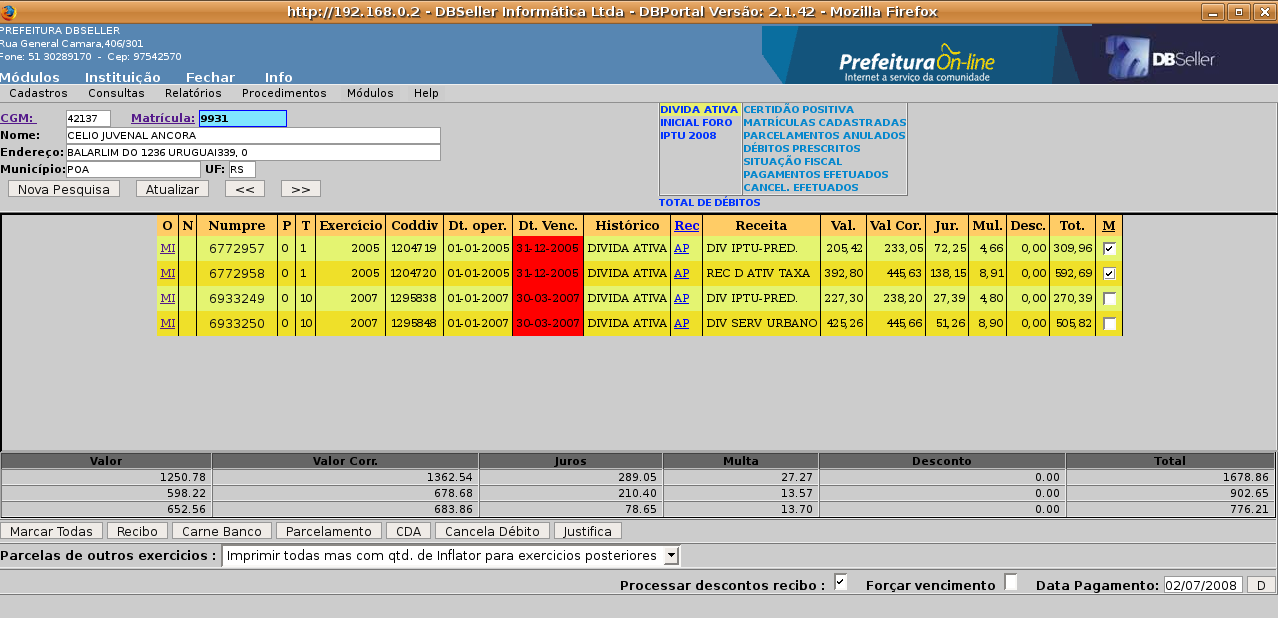 http://192.168.0.2 - DBSeller Informática Ltda - DBPortal Versão: 2.1.42 - Mozilla Firefox
PREFEITURA DBSELLER
Rua General Camara,406/301
Fone: 51 30289170 - Cep: 97542570
Prefeitura On-line
Internet a serviço da comunidade
DBSeller
Módulos Instituição Fechar Info
Cadastros Consultas Relatórios Procedimentos Módulos Help
CGM: 42137 Matrícula: 9931
Nome: CELIO JUVENAL ANCORA
Endereço: BALARLIM DO 1236 URUGUAI339, 0
Município: POA UF: RS
Nova Pesquisa Atualizar << >>
DIVIDA ATIVA
INICIAL FORO
IPTU 2008
CERTIDÃO POSITIVA
MATRÍCULAS CADASTRADAS
PARCELAMENTOS ANULADOS
DÉBITOS PRESCRITOS
SITUAÇÃO FISCAL
PAGAMENTOS EFETUADOS
CANCEL. EFETUADOS
TOTAL DE DÉBITOS
O N Numpre P T Exercício Coddiv Dt. oper. Dt. Venc. Histórico Rec Receita Val. Val Cor. Jur. Mul. Desc. Tot. M
MI 6772957 0 1 2005 1204719 01-01-2005 31-12-2005 DIVIDA ATIVA AP DIV IPTU-PRED. 205,42 233,05 72,25 4,66 0,00 309,96
MI 6772958 0 1 2005 1204720 01-01-2005 31-12-2005 DIVIDA ATIVA AP REC D ATIV TAXA 392,80 445,63 138,15 8,91 0,00 592,69
MI 6933249 0 10 2007 1295838 01-01-2007 30-03-2007 DIVIDA ATIVA AP DIV IPTU-PRED. 227,30 238,20 27,39 4,80 0,00 270,39
MI 6933250 0 10 2007 1295848 01-01-2007 30-03-2007 DIVIDA ATIVA AP DIV SERV URBANO 425,26 445,66 51,26 8,90 0,00 505,82
Valor Valor Corr. Juros Multa Desconto Total
1250.78 1362.54 289.05 27.27 0.00 1678.86
598.22 678.68 210.40 13.57 0.00 902.65
652.56 683.86 78.65 13.70 0.00 776.21
Marcar Todas Recibo Carne Banco Parcelamento CDA Cancela Débito Justifica
Parcelas de outros exercicios : Imprimir todas mas com qtd. de Inflator para exercicios posteriores
Processar descontos recibo : Forçar vencimento Data Pagamento: 02/07/2008 D